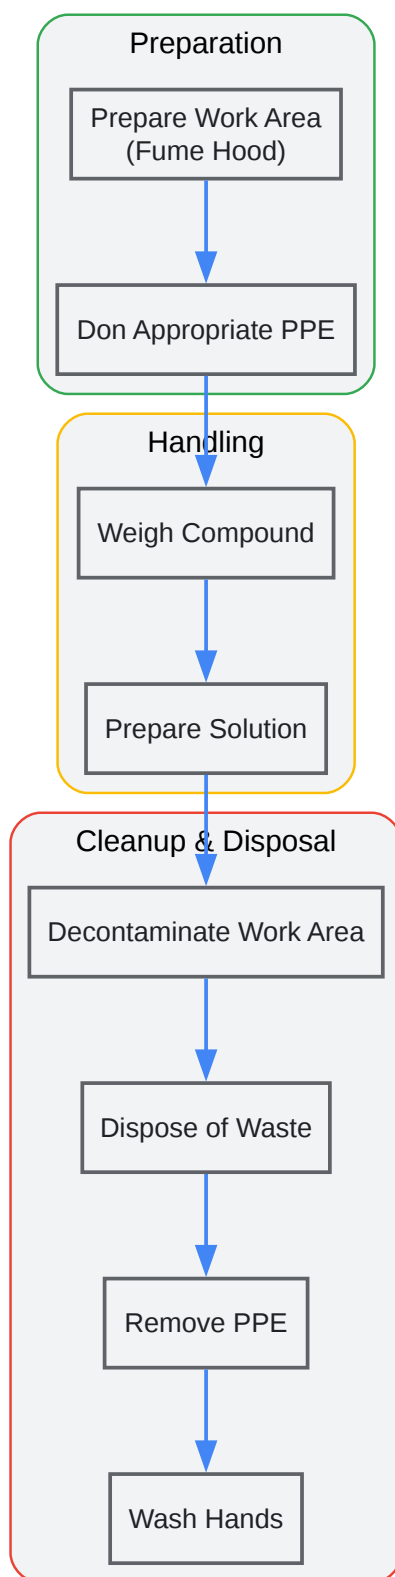 Preparation
Prepare Work Area
(Fume Hood)
Don Appropriate PPE
Handling
Weigh Compound
Prepare Solution
Cleanup & Disposal
Decontaminate Work Area
Dispose of Waste
Remove PPE
Wash Hands